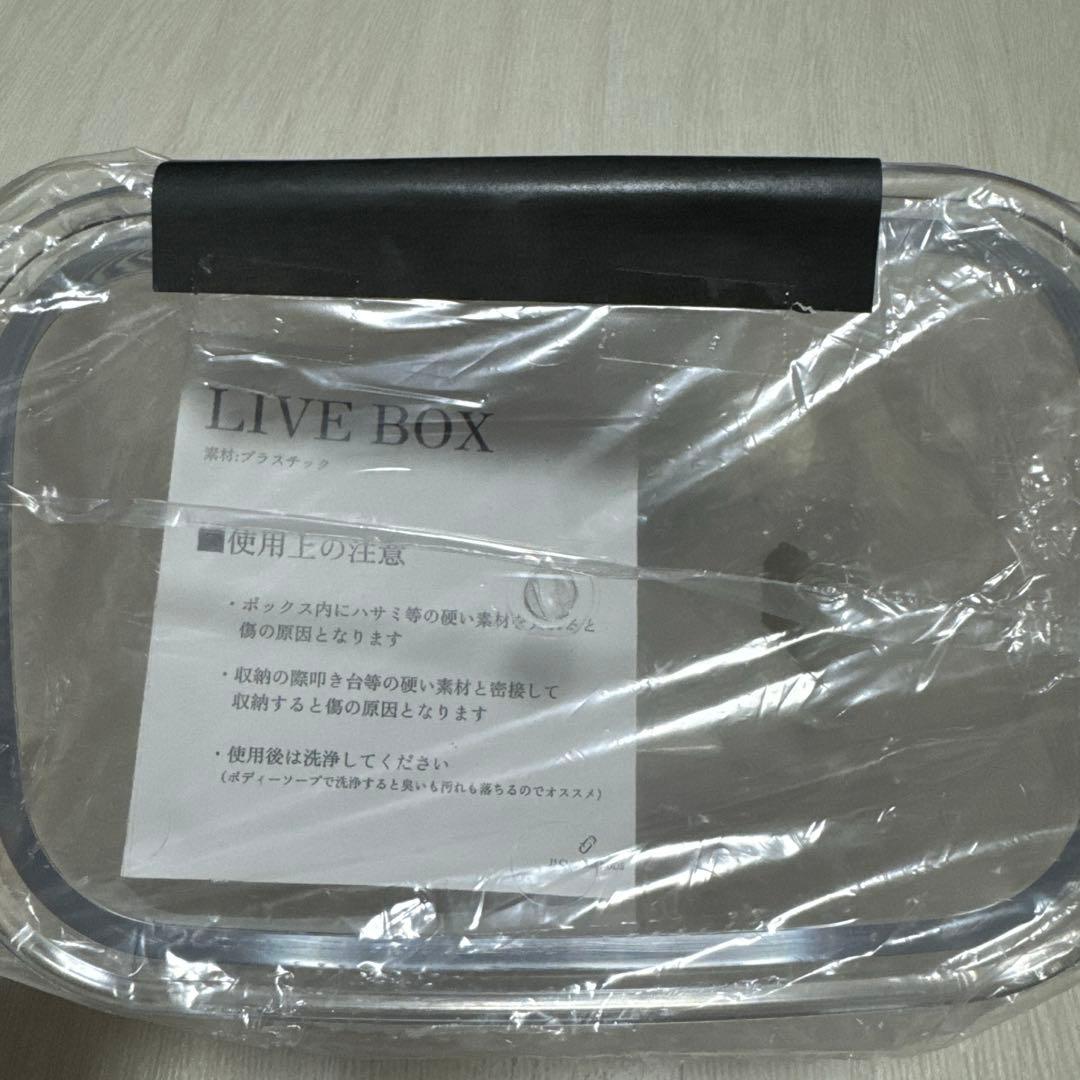 LIVE BOX
素材:プラスチック
■使用上の注意
・ボックス内にハサミ等の硬い素材を入れると
傷の原因となります
・収納の際叩き台等の硬い素材と密接して
収納すると傷の原因となります
・使用後は洗浄してください
(ボディーソープで洗浄すると臭いも汚れも落ちるのでオススメ)